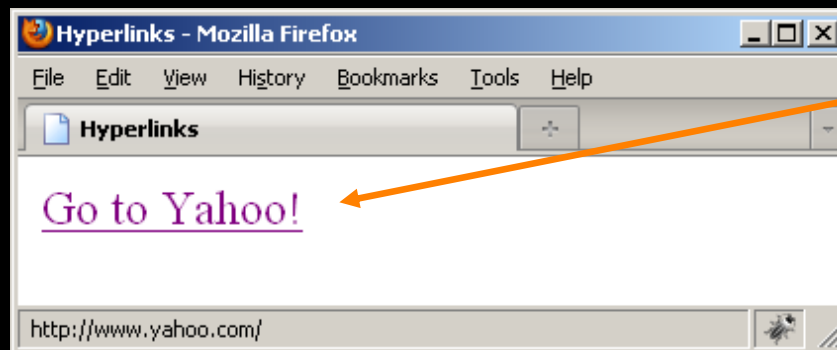 Hyperlinks - Mozilla Firefox
File Edit View History Bookmarks Tools Help
Hyperlinks
Go to Yahoo!
http://www.yahoo.com/